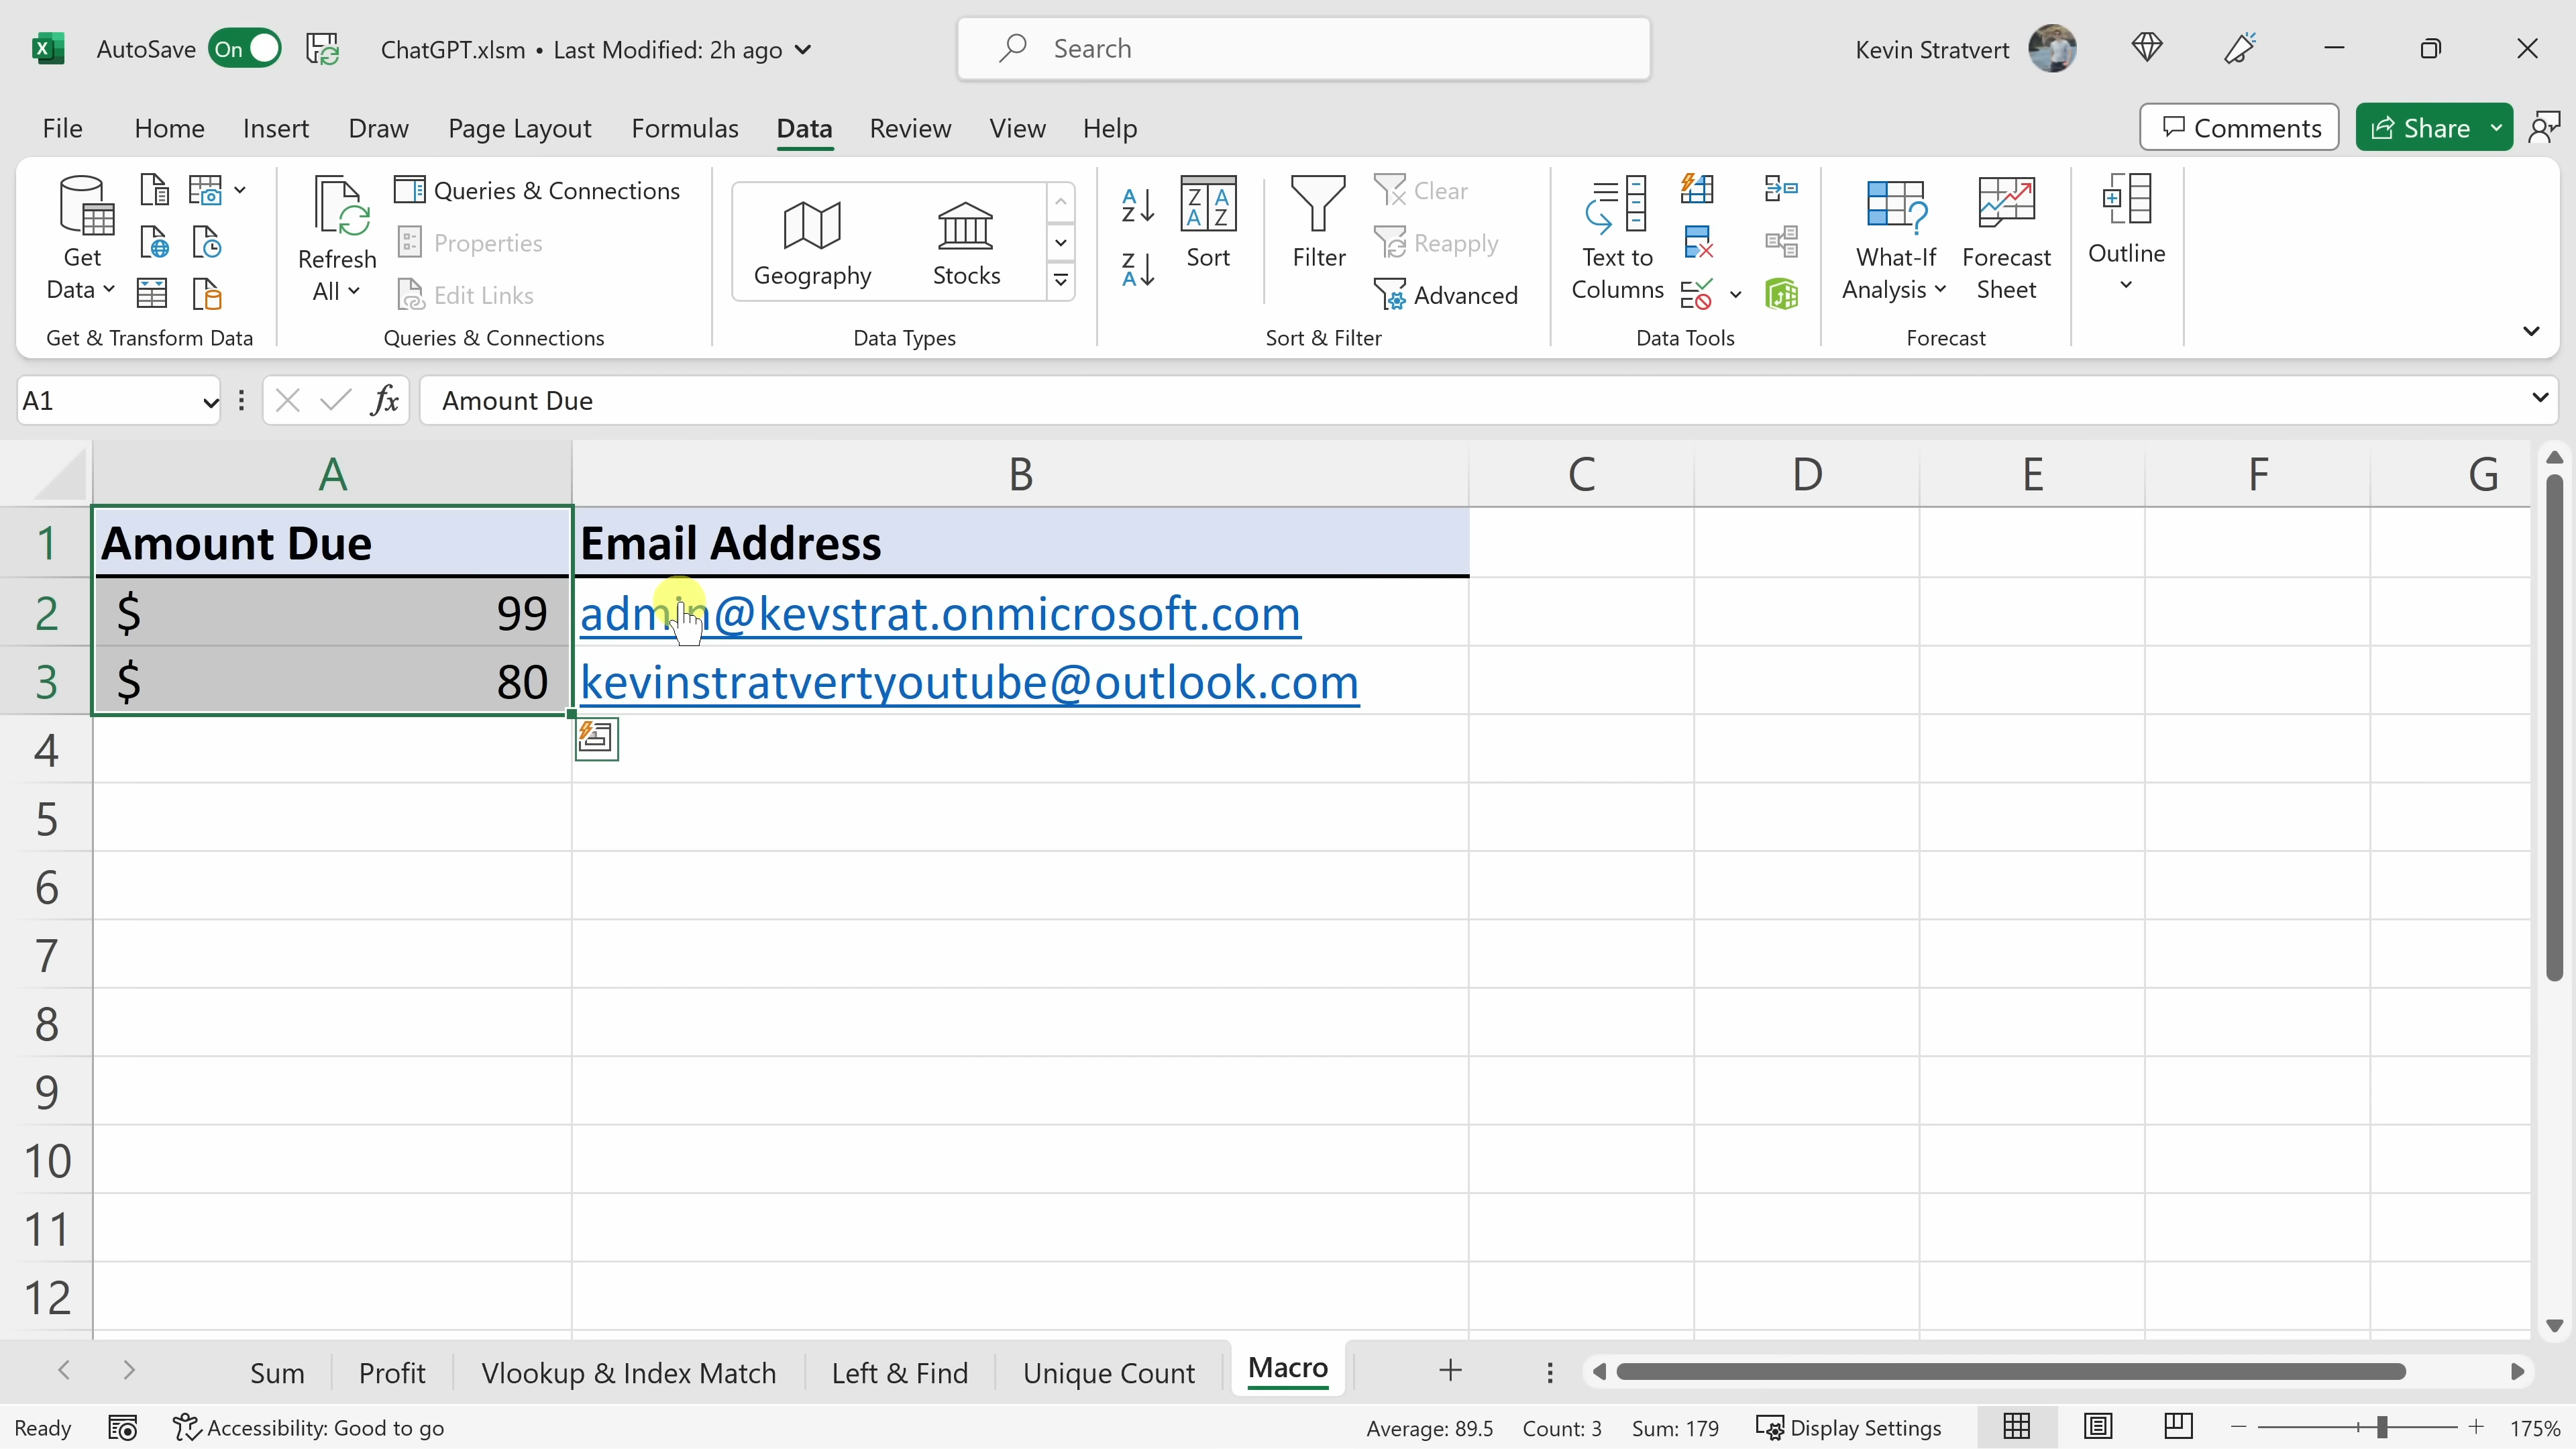 AutoSave On ChatGPT.xlsm • Last Modified: 2h ago Search Kevin Stratvert
File Home Insert Draw Page Layout Formulas Data Review View Help Comments Share
Get Data
Refresh All
Queries & Connections
Properties
Edit Links
Geography Stocks
Sort
Filter
Clear
Reapply
Advanced
Text to Columns
What-If Analysis
Forecast Sheet
Outline
Get & Transform Data Queries & Connections Data Types Sort & Filter Data Tools Forecast
A1 fx Amount Due
A B C D E F G
1 Amount Due Email Address
2 $ 99 admin@kevstrat.onmicrosoft.com
3 $ 80 kevinstratvertyoutube@outlook.com
4
5
6
7
8
9
10
11
12
Sum Profit Vlookup & Index Match Left & Find Unique Count Macro
Ready Accessibility: Good to go Average: 89.5 Count: 3 Sum: 179 Display Settings 175%